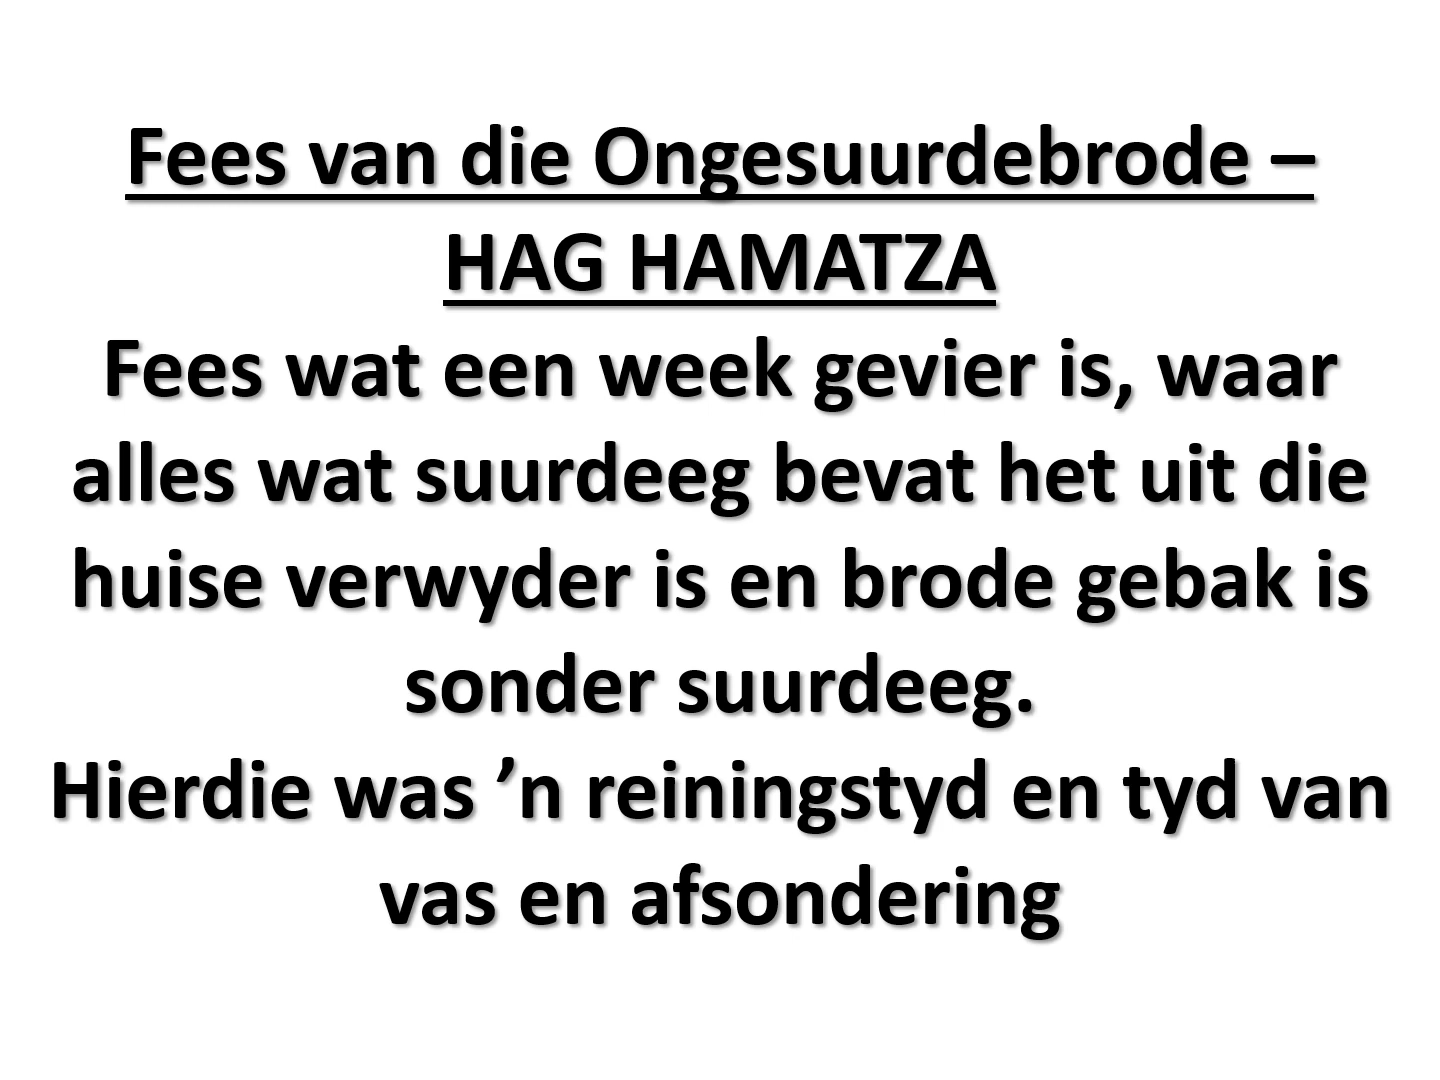 Fees van die Ongesuurdebrode –
HAG HAMATZA
Fees wat een week gevier is, waar
alles wat suurdeeg bevat het uit die
huise verwyder is en brode gebak is
sonder suurdeeg.
Hierdie was ’n reiningstyd en tyd van
vas en afsondering